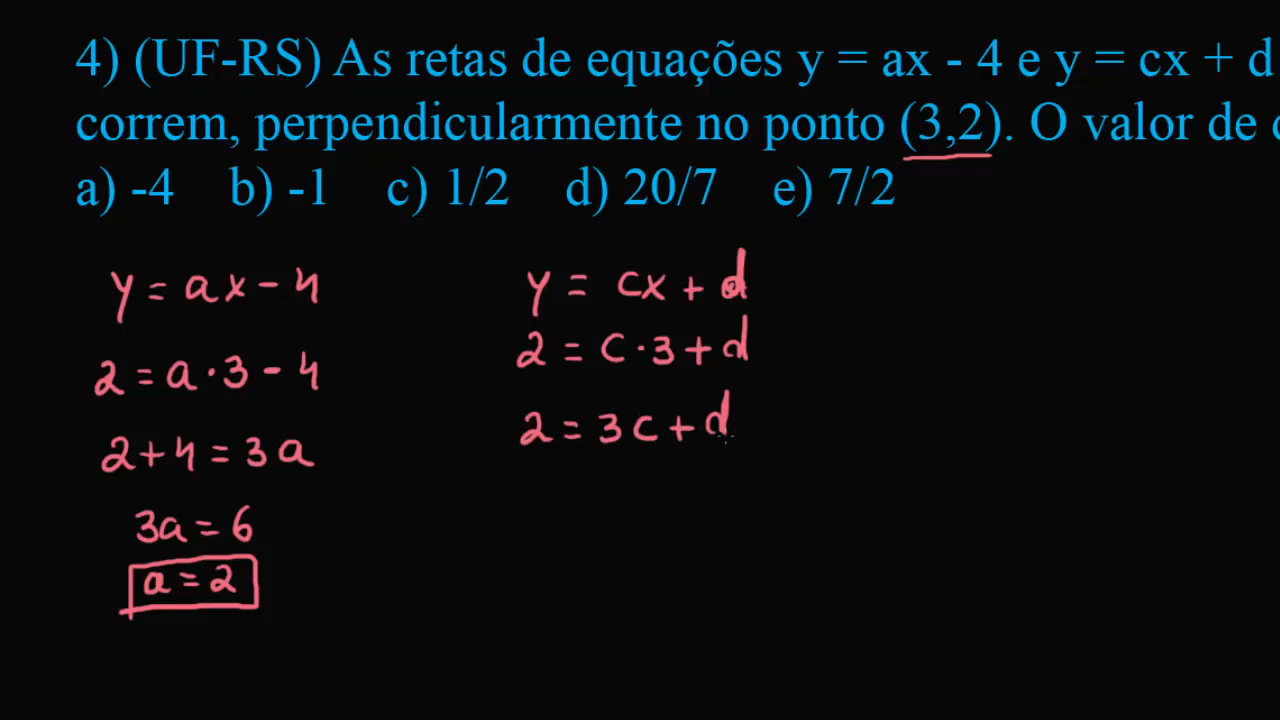 4) (UF-RS) As retas de equações y = ax - 4 e y = cx + d
correm, perpendicularmente no ponto (3,2). O valor de
a) -4 b) -1 c) 1/2 d) 20/7 e) 7/2
y = ax - 4
2 = a · 3 - 4
2 + 4 = 3a
3a = 6
a = 2
y = cx + d
2 = c · 3 + d
2 = 3c + d